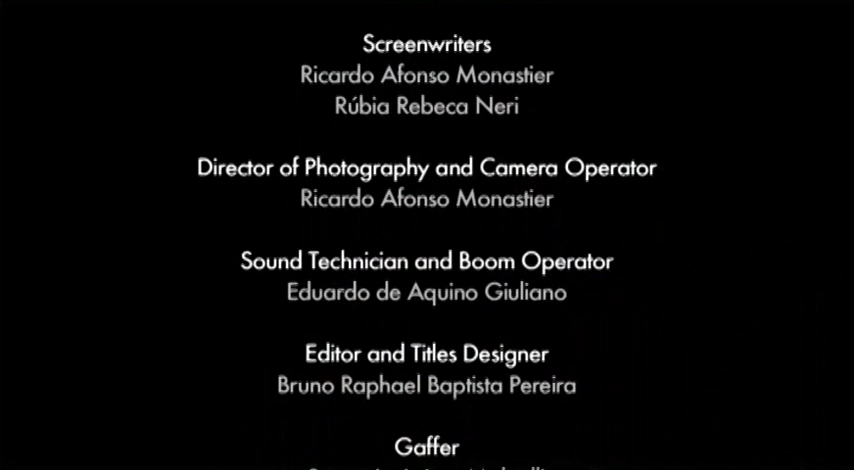 Screenwriters
Ricardo Afonso Monastier
Rúbia Rebeca Neri
Director of Photography and Camera Operator
Ricardo Afonso Monastier
Sound Technician and Boom Operator
Eduardo de Aquino Giuliano
Editor and Titles Designer
Bruno Raphael Baptista Pereira
Gaffer